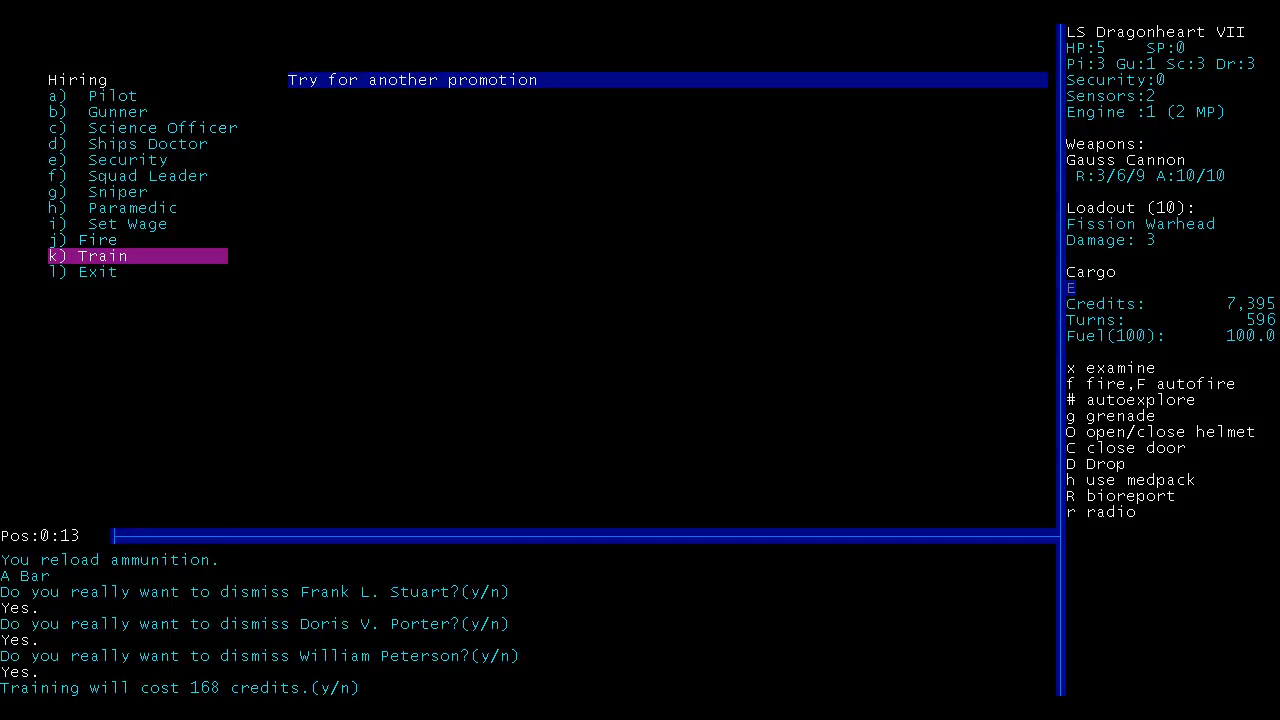 Hiring
a) Pilot
b) Gunner
c) Science Officer
d) Ships Doctor
e) Security
f) Squad Leader
g) Sniper
h) Paramedic
i) Set Wage
j) Fire
k) Train
l) Exit
Try for another promotion
LS Dragonheart VII
HP:5 SP:0
Pi:3 Gu:1 Sc:3 Dr:3
Security:0
Sensors:2
Engine :1 (2 MP)
Weapons:
Gauss Cannon
R:3/6/9 A:10/10
Loadout (10):
Fission Warhead
Damage: 3
Cargo
E
Credits: 7,395
Turns: 596
Fuel(100): 100.0
x examine
f fire,F autofire
# autoexplore
g grenade
O open/close helmet
C close door
D Drop
h use medpack
R bioreport
r radio
Pos:0:13
You reload ammunition.
A Bar
Do you really want to dismiss Frank L. Stuart?(y/n)
Yes.
Do you really want to dismiss Doris V. Porter?(y/n)
Yes.
Do you really want to dismiss William Peterson?(y/n)
Yes.
Training will cost 168 credits.(y/n)